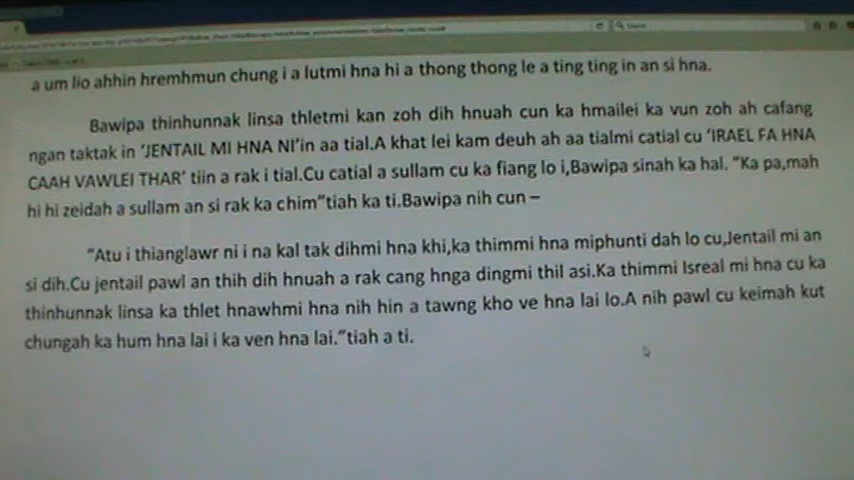 a um lio ahhin hremhmun chung i a lutmi hna hi a thong thong le a ting ting in an si hna.
Bawipa thinhunnak linsa thletmi kan zoh dih hnuah cun ka hmailei ka vun zoh ah cafang
ngan taktak in ‘JENTAIL MI HNA NI’in aa tial.A khat lei kam deuh ah aa tialmi catial cu ‘IRAEL FA HNA
CAAH VAWLEI THAR’ tiin a rak i tial.Cu catial a sullam cu ka fiang lo i,Bawipa sinah ka hal. “Ka pa,mah
hi hi zeidah a sullam an si rak ka chim”tiah ka ti.Bawipa nih cun –
“Atu i thianglawr ni i na kal tak dihmi hna khi,ka thimmi hna miphunti dah lo cu,Jentail mi an
si dih.Cu jentail pawl an thih dih hnuah a rak cang hnga dingmi thil asi.Ka thimmi Isreal mi hna cu ka
thinhunnak linsa ka thlet hnawhmi hna nih hin a tawng kho ve hna lai lo.A nih pawl cu keimah kut
chungah ka hum hna lai i ka ven hna lai.”tiah a ti.